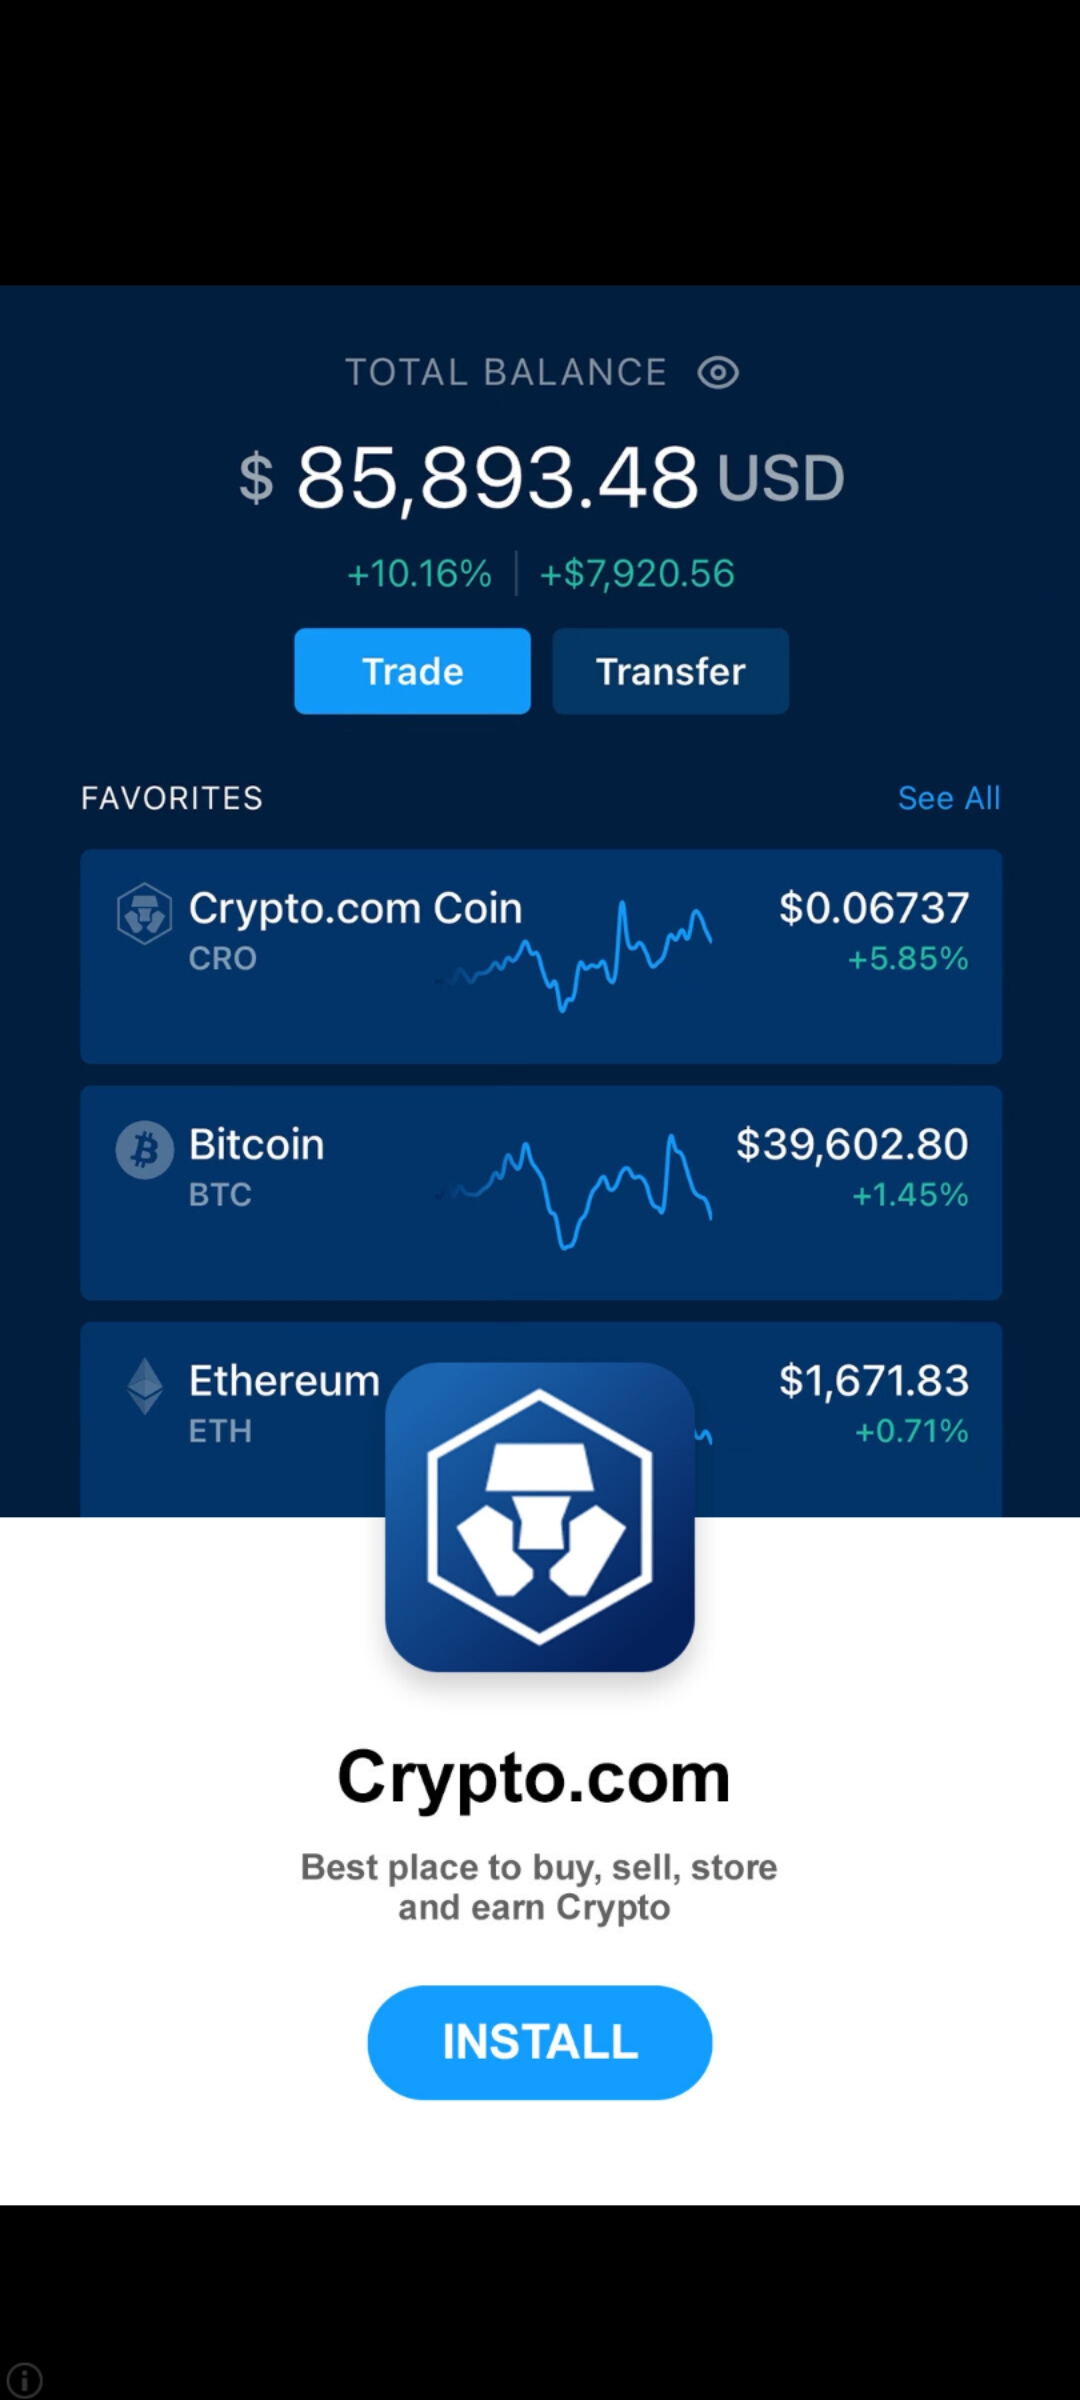 TOTAL BALANCE
$ 85,893.48 USD
+10.16% +$7,920.56
Trade Transfer
FAVORITES See All
Crypto.com Coin $0.06737
CRO +5.85%
Bitcoin $39,602.80
BTC +1.45%
Ethereum $1,671.83
ETH +0.71%
Crypto.com
Best place to buy, sell, store
and earn Crypto
INSTALL